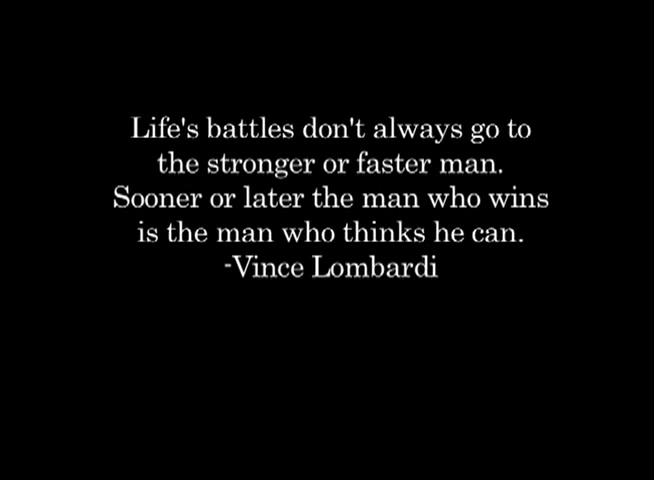 Life's battles don't always go to
the stronger or faster man.
Sooner or later the man who wins
is the man who thinks he can.
-Vince Lombardi